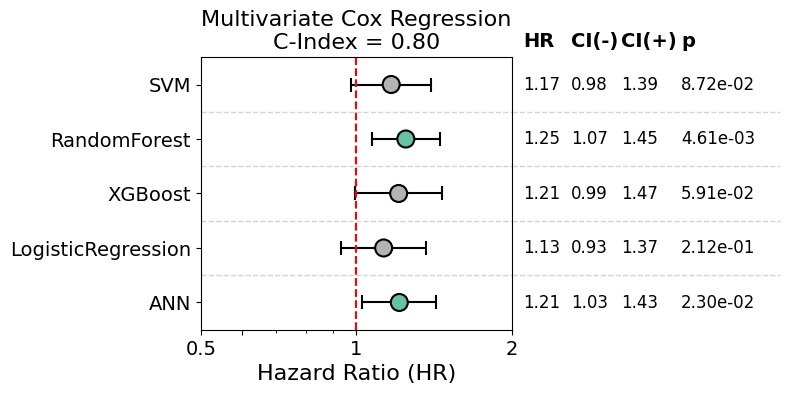 Multivariate Cox Regression
C-Index = 0.80
HR CI(-) CI(+) p
SVM 1.17 0.98 1.39 8.72e-02
RandomForest 1.25 1.07 1.45 4.61e-03
XGBoost 1.21 0.99 1.47 5.91e-02
LogisticRegression 1.13 0.93 1.37 2.12e-01
ANN 1.21 1.03 1.43 2.30e-02
0.5 1 2
Hazard Ratio (HR)